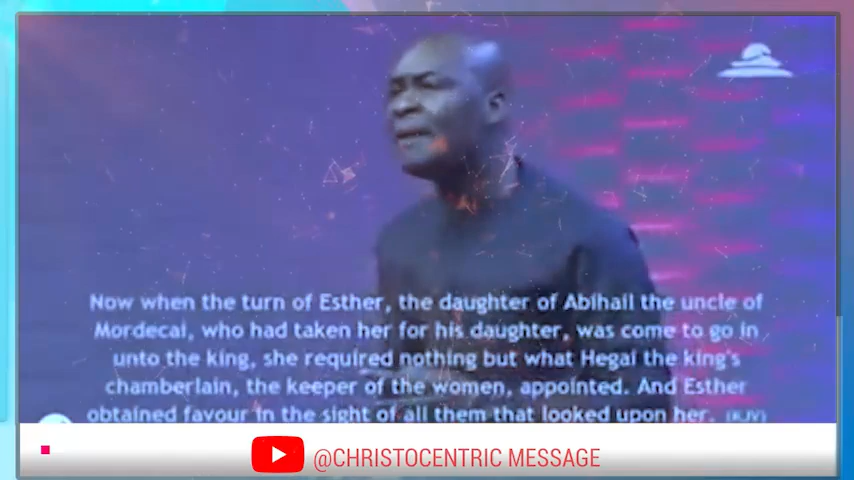 Now when the turn of Esther, the daughter of Abihail the uncle of
Mordecai, who had taken her for his daughter, was come to go in
unto the king, she required nothing but what Hegai the king's
chamberlain, the keeper of the women, appointed. And Esther
obtained favour in the sight of all them that looked upon her. (KJV)
@CHRISTOCENTRIC MESSAGE